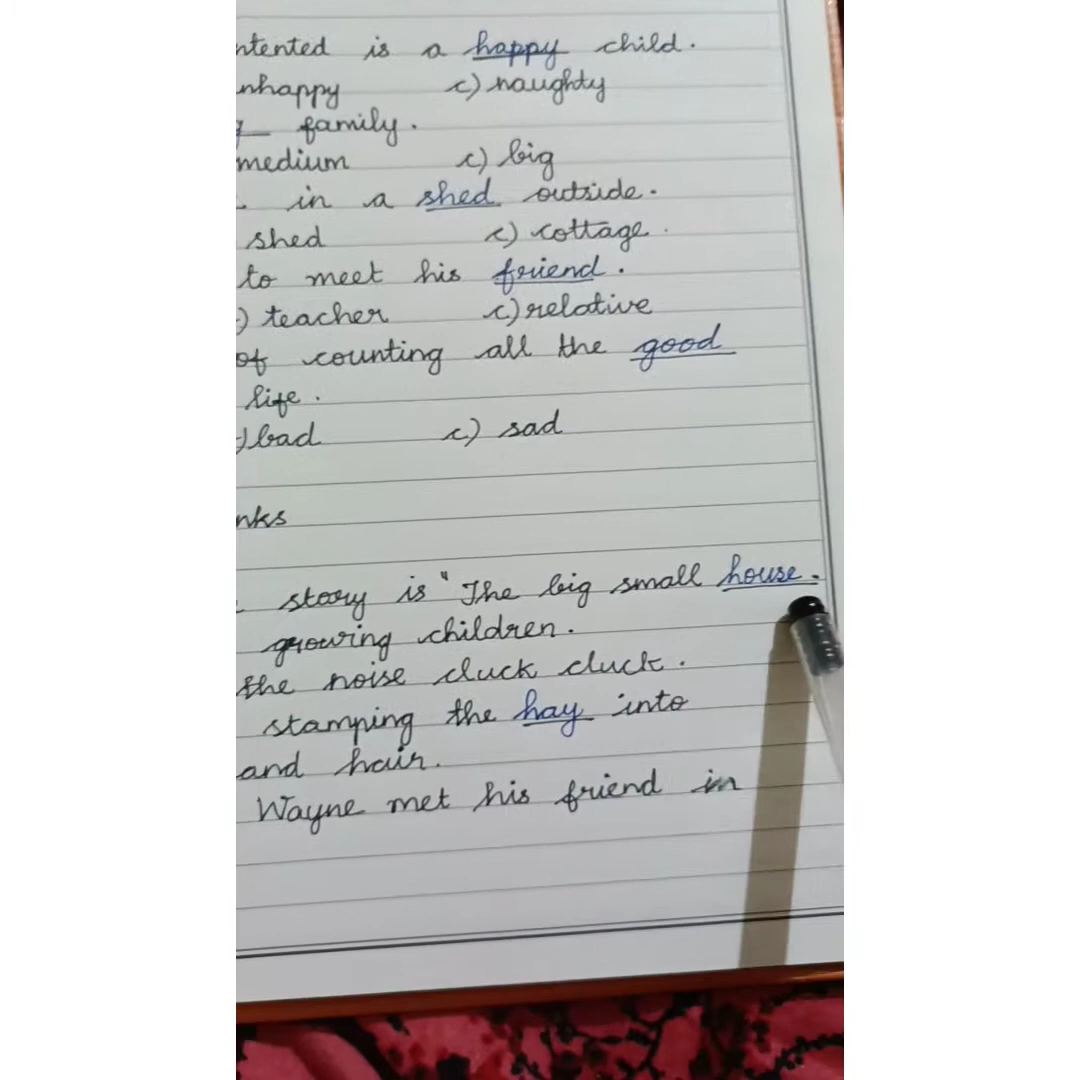 ntented is a happy child.
nhappy c) naughty
family.
medium c) big
in a shed outside.
shed c) cottage.
to meet his friend.
) teacher c) relative
of counting all the good
life.
) bad c) sad
nks
story is "The big small house.
growing children.
the noise cluck cluck.
stamping the hay into
and hair.
Wayne met his friend in